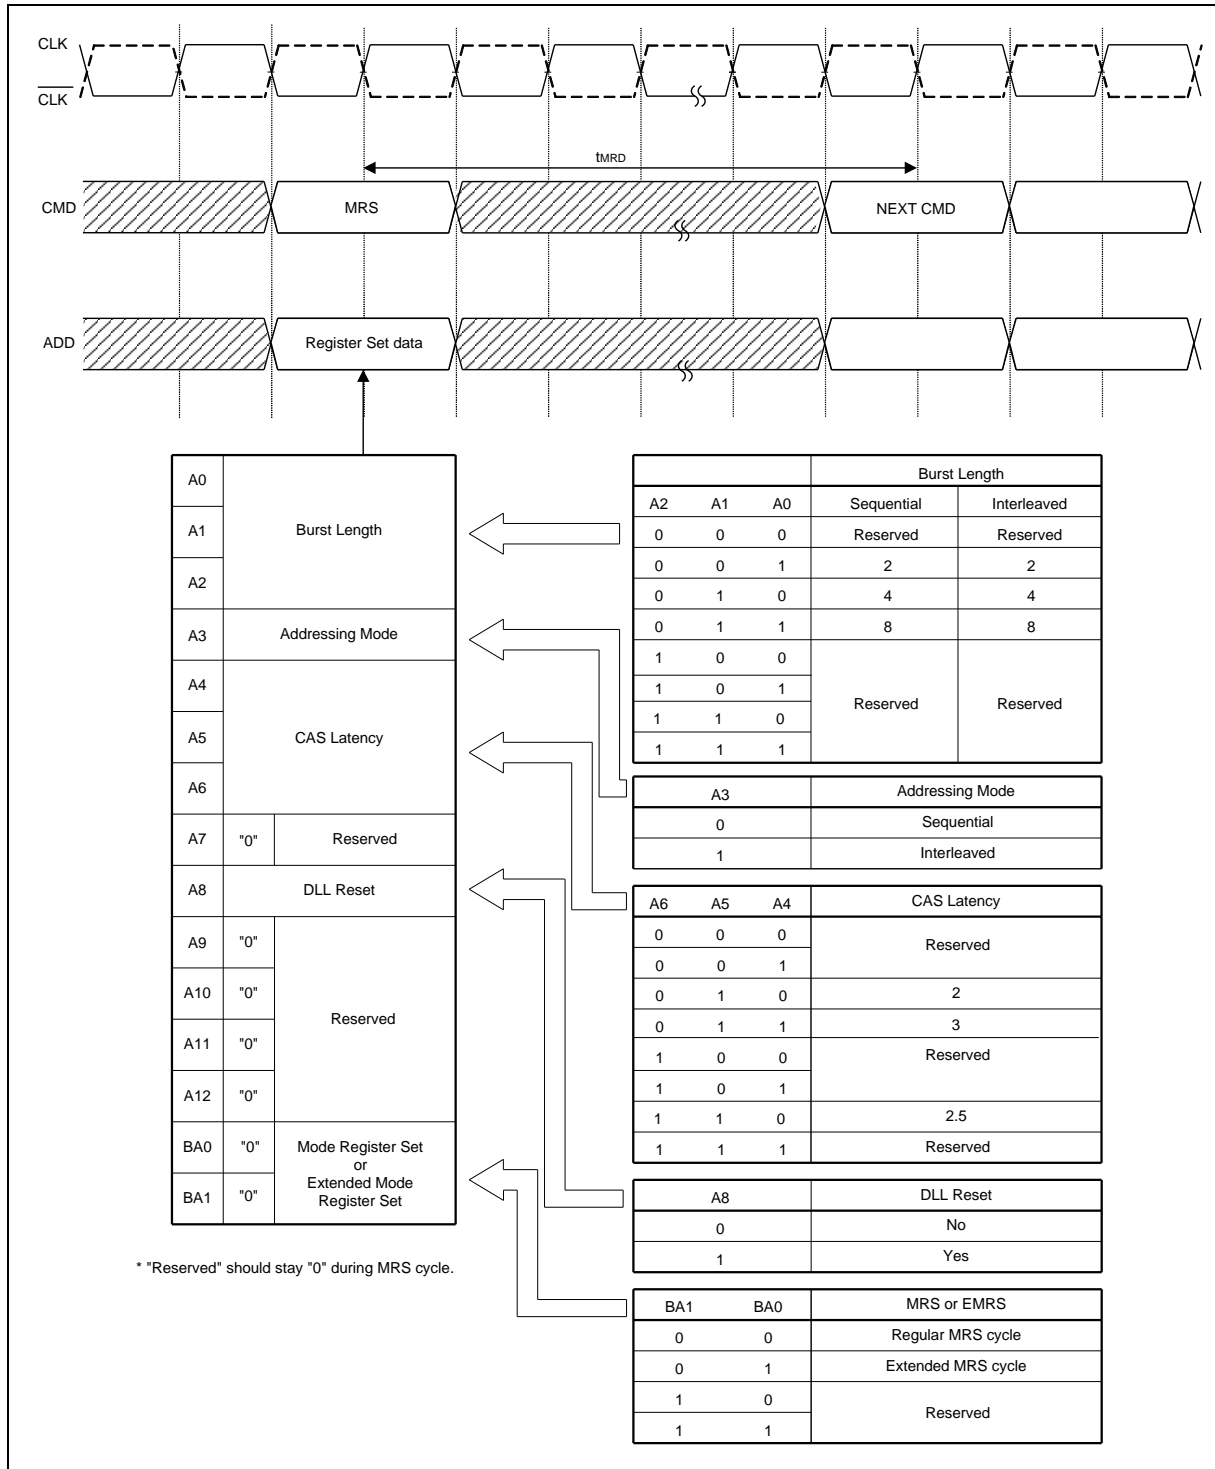 CLK
CLK
tMRD
CMD
MRS
NEXT CMD
ADD
Register Set data
A0
A1
A2
Burst Length
A3
Addressing Mode
A4
A5
A6
CAS Latency
A7 "0" Reserved
A8 DLL Reset
A9 "0"
A10 "0"
A11 "0"
A12 "0"
Reserved
BA0 "0"
BA1 "0"
Mode Register Set
or
Extended Mode
Register Set
* "Reserved" should stay "0" during MRS cycle.
Burst Length
A2 A1 A0 Sequential Interleaved
0 0 0 Reserved Reserved
0 0 1 2 2
0 1 0 4 4
0 1 1 8 8
1 0 0
1 0 1
Reserved Reserved
1 1 0
1 1 1
A3 Addressing Mode
0 Sequential
1 Interleaved
A6 A5 A4 CAS Latency
0 0 0
Reserved
0 0 1
0 1 0 2
0 1 1 3
1 0 0 Reserved
1 0 1
1 1 0 2.5
1 1 1 Reserved
A8 DLL Reset
0 No
1 Yes
BA1 BA0 MRS or EMRS
0 0 Regular MRS cycle
0 1 Extended MRS cycle
1 0
Reserved
1 1